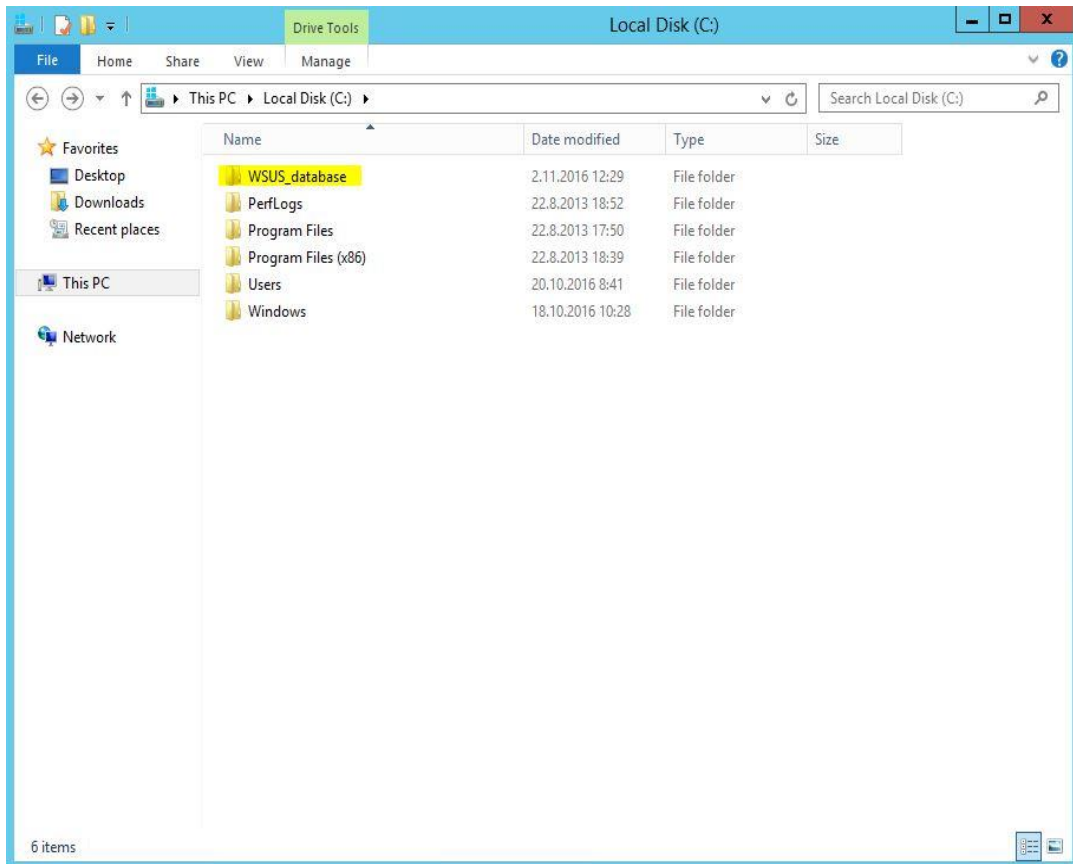 Drive Tools
Local Disk (C:)
File Home Share View Manage
This PC Local Disk (C:)
Search Local Disk (C:)
Favorites
Desktop
Downloads
Recent places
This PC
Network
Name Date modified Type Size
WSUS_database 2.11.2016 12:29 File folder
PerfLogs 22.8.2013 18:52 File folder
Program Files 22.8.2013 17:50 File folder
Program Files (x86) 22.8.2013 18:39 File folder
Users 20.10.2016 8:41 File folder
Windows 18.10.2016 10:28 File folder
6 items